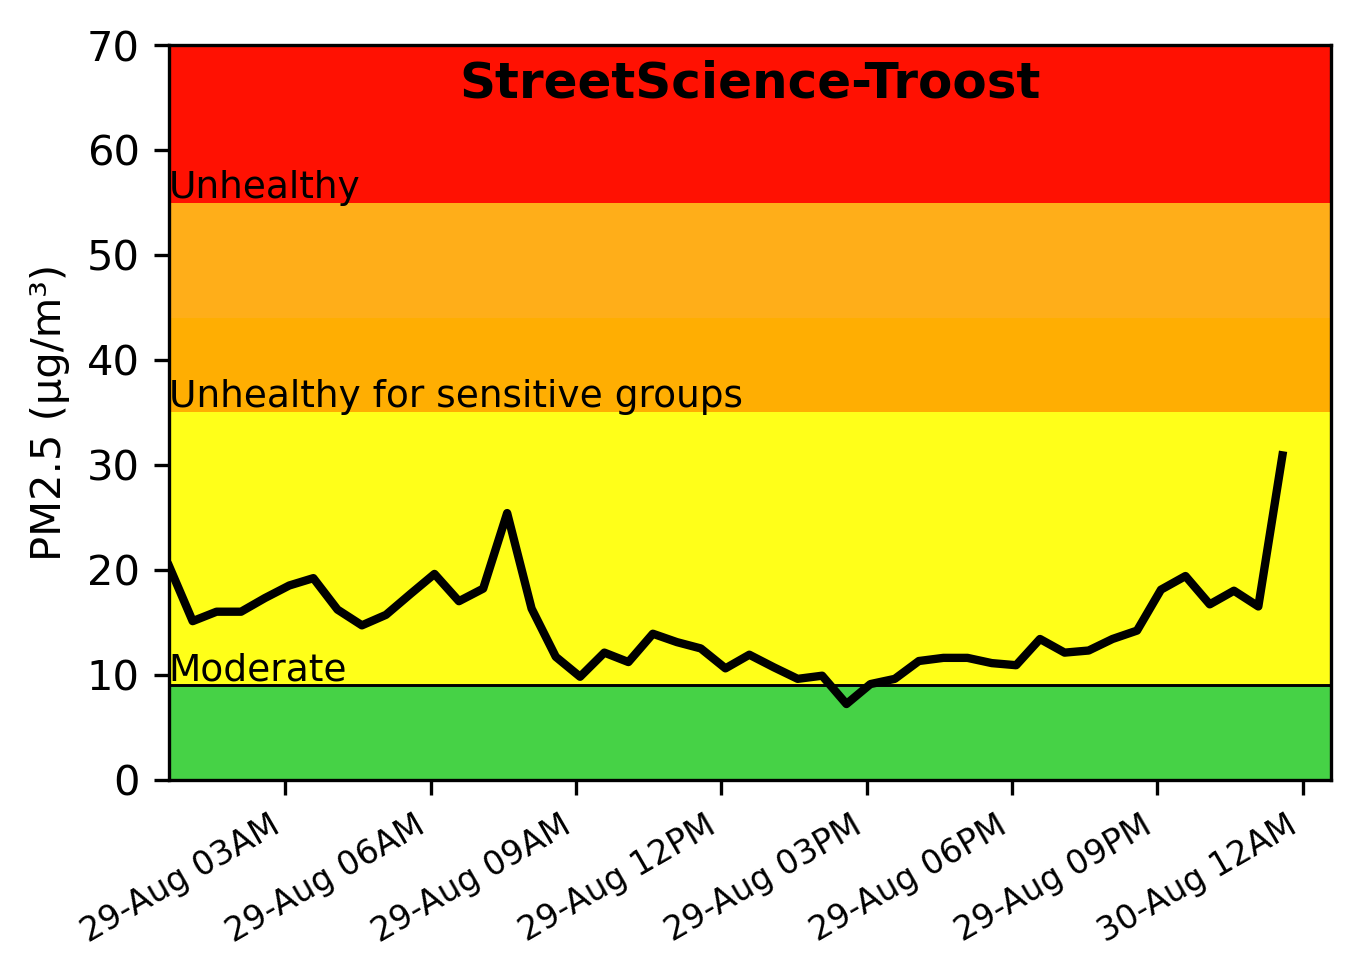 StreetScience-Troost
PM2.5 (µg/m³)
70
60
50
40
30
20
10
0
Unhealthy
Unhealthy for sensitive groups
Moderate
29-Aug 03AM
29-Aug 06AM
29-Aug 09AM
29-Aug 12PM
29-Aug 03PM
29-Aug 06PM
29-Aug 09PM
30-Aug 12AM